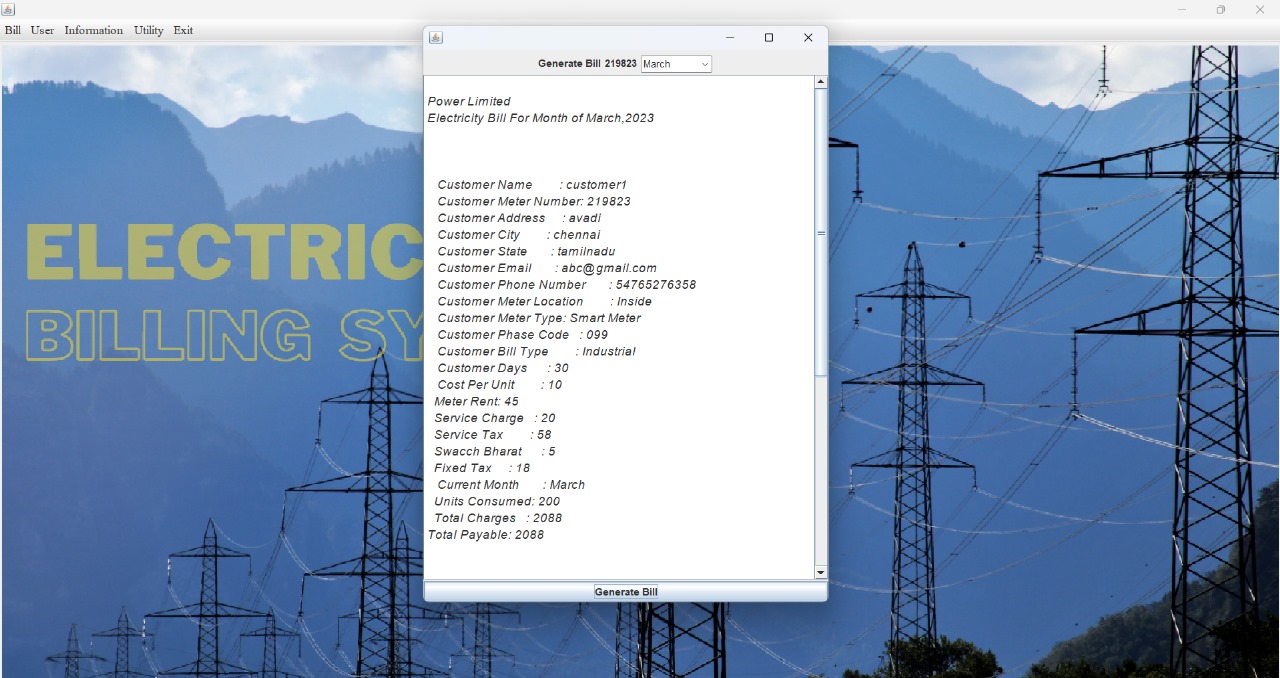 Bill User Information Utility Exit
ELECTRIC
BILLING SY
Generate Bill 219823 March
Power Limited
Electricity Bill For Month of March,2023
Customer Name : customer1
Customer Meter Number: 219823
Customer Address : avadi
Customer City : chennai
Customer State : tamilnadu
Customer Email : abc@gmail.com
Customer Phone Number : 54765276358
Customer Meter Location : Inside
Customer Meter Type: Smart Meter
Customer Phase Code : 099
Customer Bill Type : Industrial
Customer Days : 30
Cost Per Unit : 10
Meter Rent: 45
Service Charge : 20
Service Tax : 58
Swacch Bharat : 5
Fixed Tax : 18
Current Month : March
Units Consumed: 200
Total Charges : 2088
Total Payable: 2088
Generate Bill